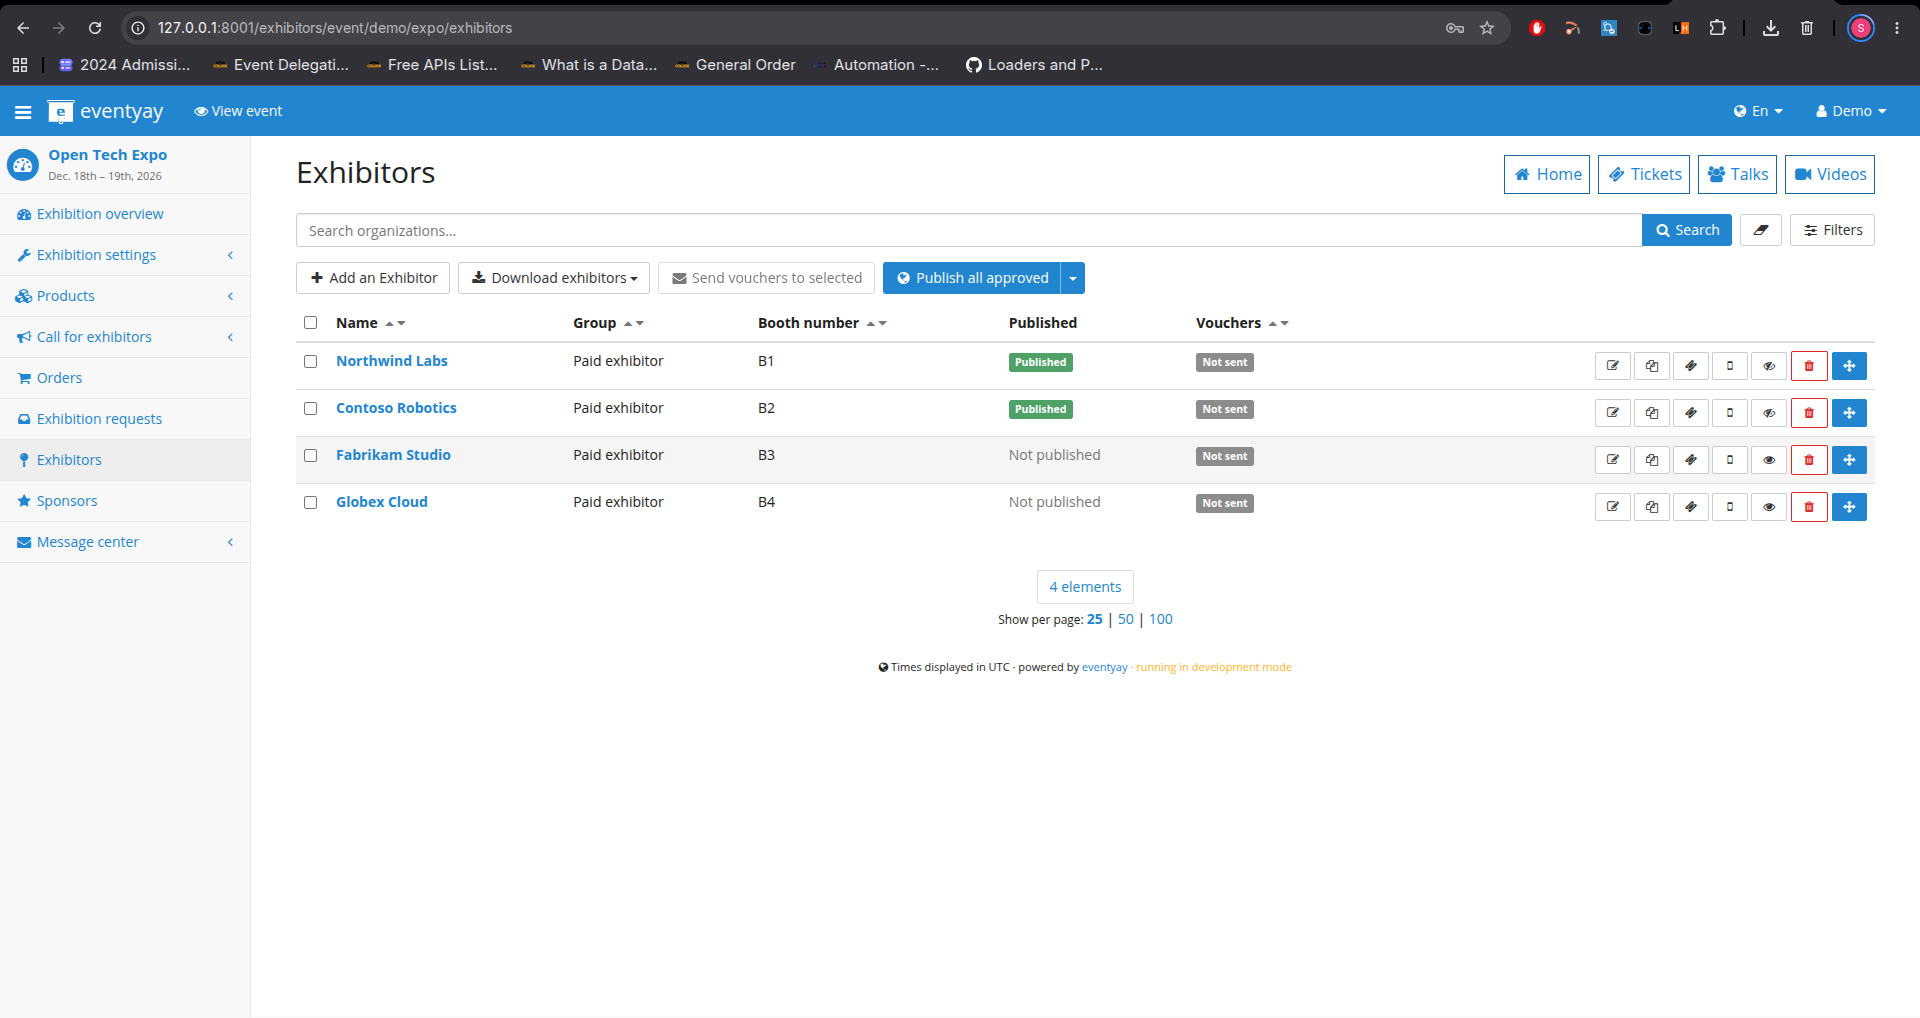 127.0.0.1:8001/exhibitors/event/demo/expo/exhibitors
2024 Admissi... Event Delegati... Free APIs List... What is a Data... General Order Automation -... Loaders and P...
eventyay View event En Demo
Open Tech Expo
Dec. 18th – 19th, 2026
Exhibition overview
Exhibition settings
Products
Call for exhibitors
Orders
Exhibition requests
Exhibitors
Sponsors
Message center
Exhibitors
Home Tickets Talks Videos
Search organizations... Search Filters
Add an Exhibitor Download exhibitors Send vouchers to selected Publish all approved
Name Group Booth number Published Vouchers
Northwind Labs Paid exhibitor B1 Published Not sent
Contoso Robotics Paid exhibitor B2 Published Not sent
Fabrikam Studio Paid exhibitor B3 Not published Not sent
Globex Cloud Paid exhibitor B4 Not published Not sent
4 elements
Show per page: 25 | 50 | 100
Times displayed in UTC · powered by eventyay · running in development mode